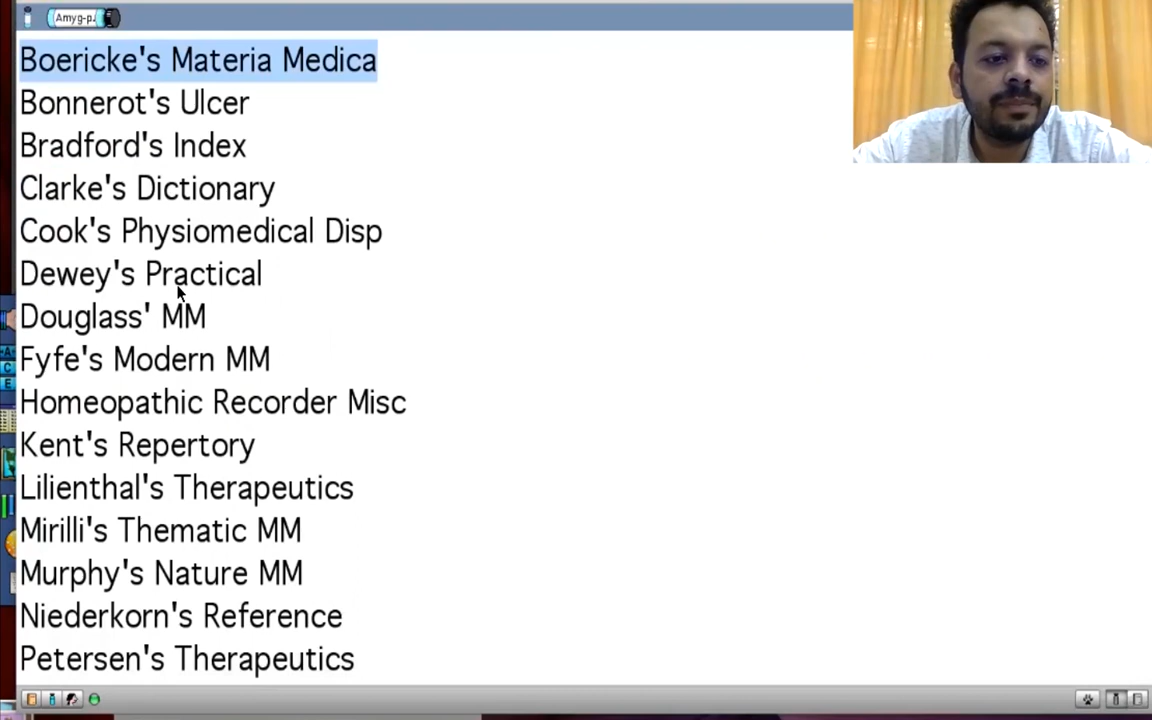 Amyg-p.
Boericke's Materia Medica
Bonnerot's Ulcer
Bradford's Index
Clarke's Dictionary
Cook's Physiomedical Disp
Dewey's Practical
Douglass' MM
Fyfe's Modern MM
Homeopathic Recorder Misc
Kent's Repertory
Lilienthal's Therapeutics
Mirilli's Thematic MM
Murphy's Nature MM
Niederkorn's Reference
Petersen's Therapeutics
A
C
E